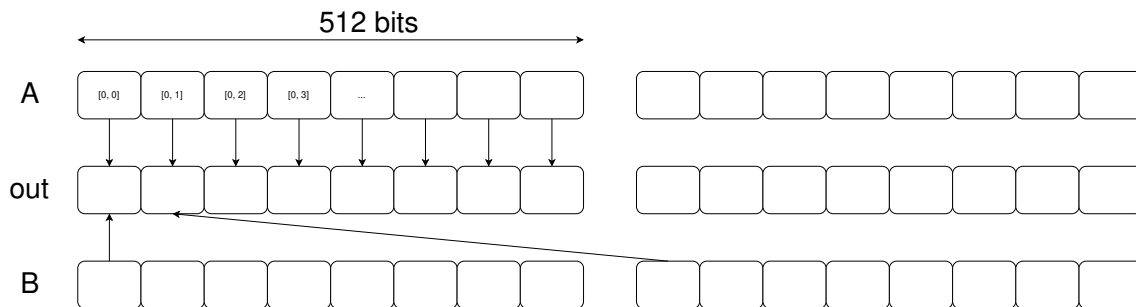 512 bits
A
[0, 0] [0, 1] [0, 2] [0, 3] ...
out
B